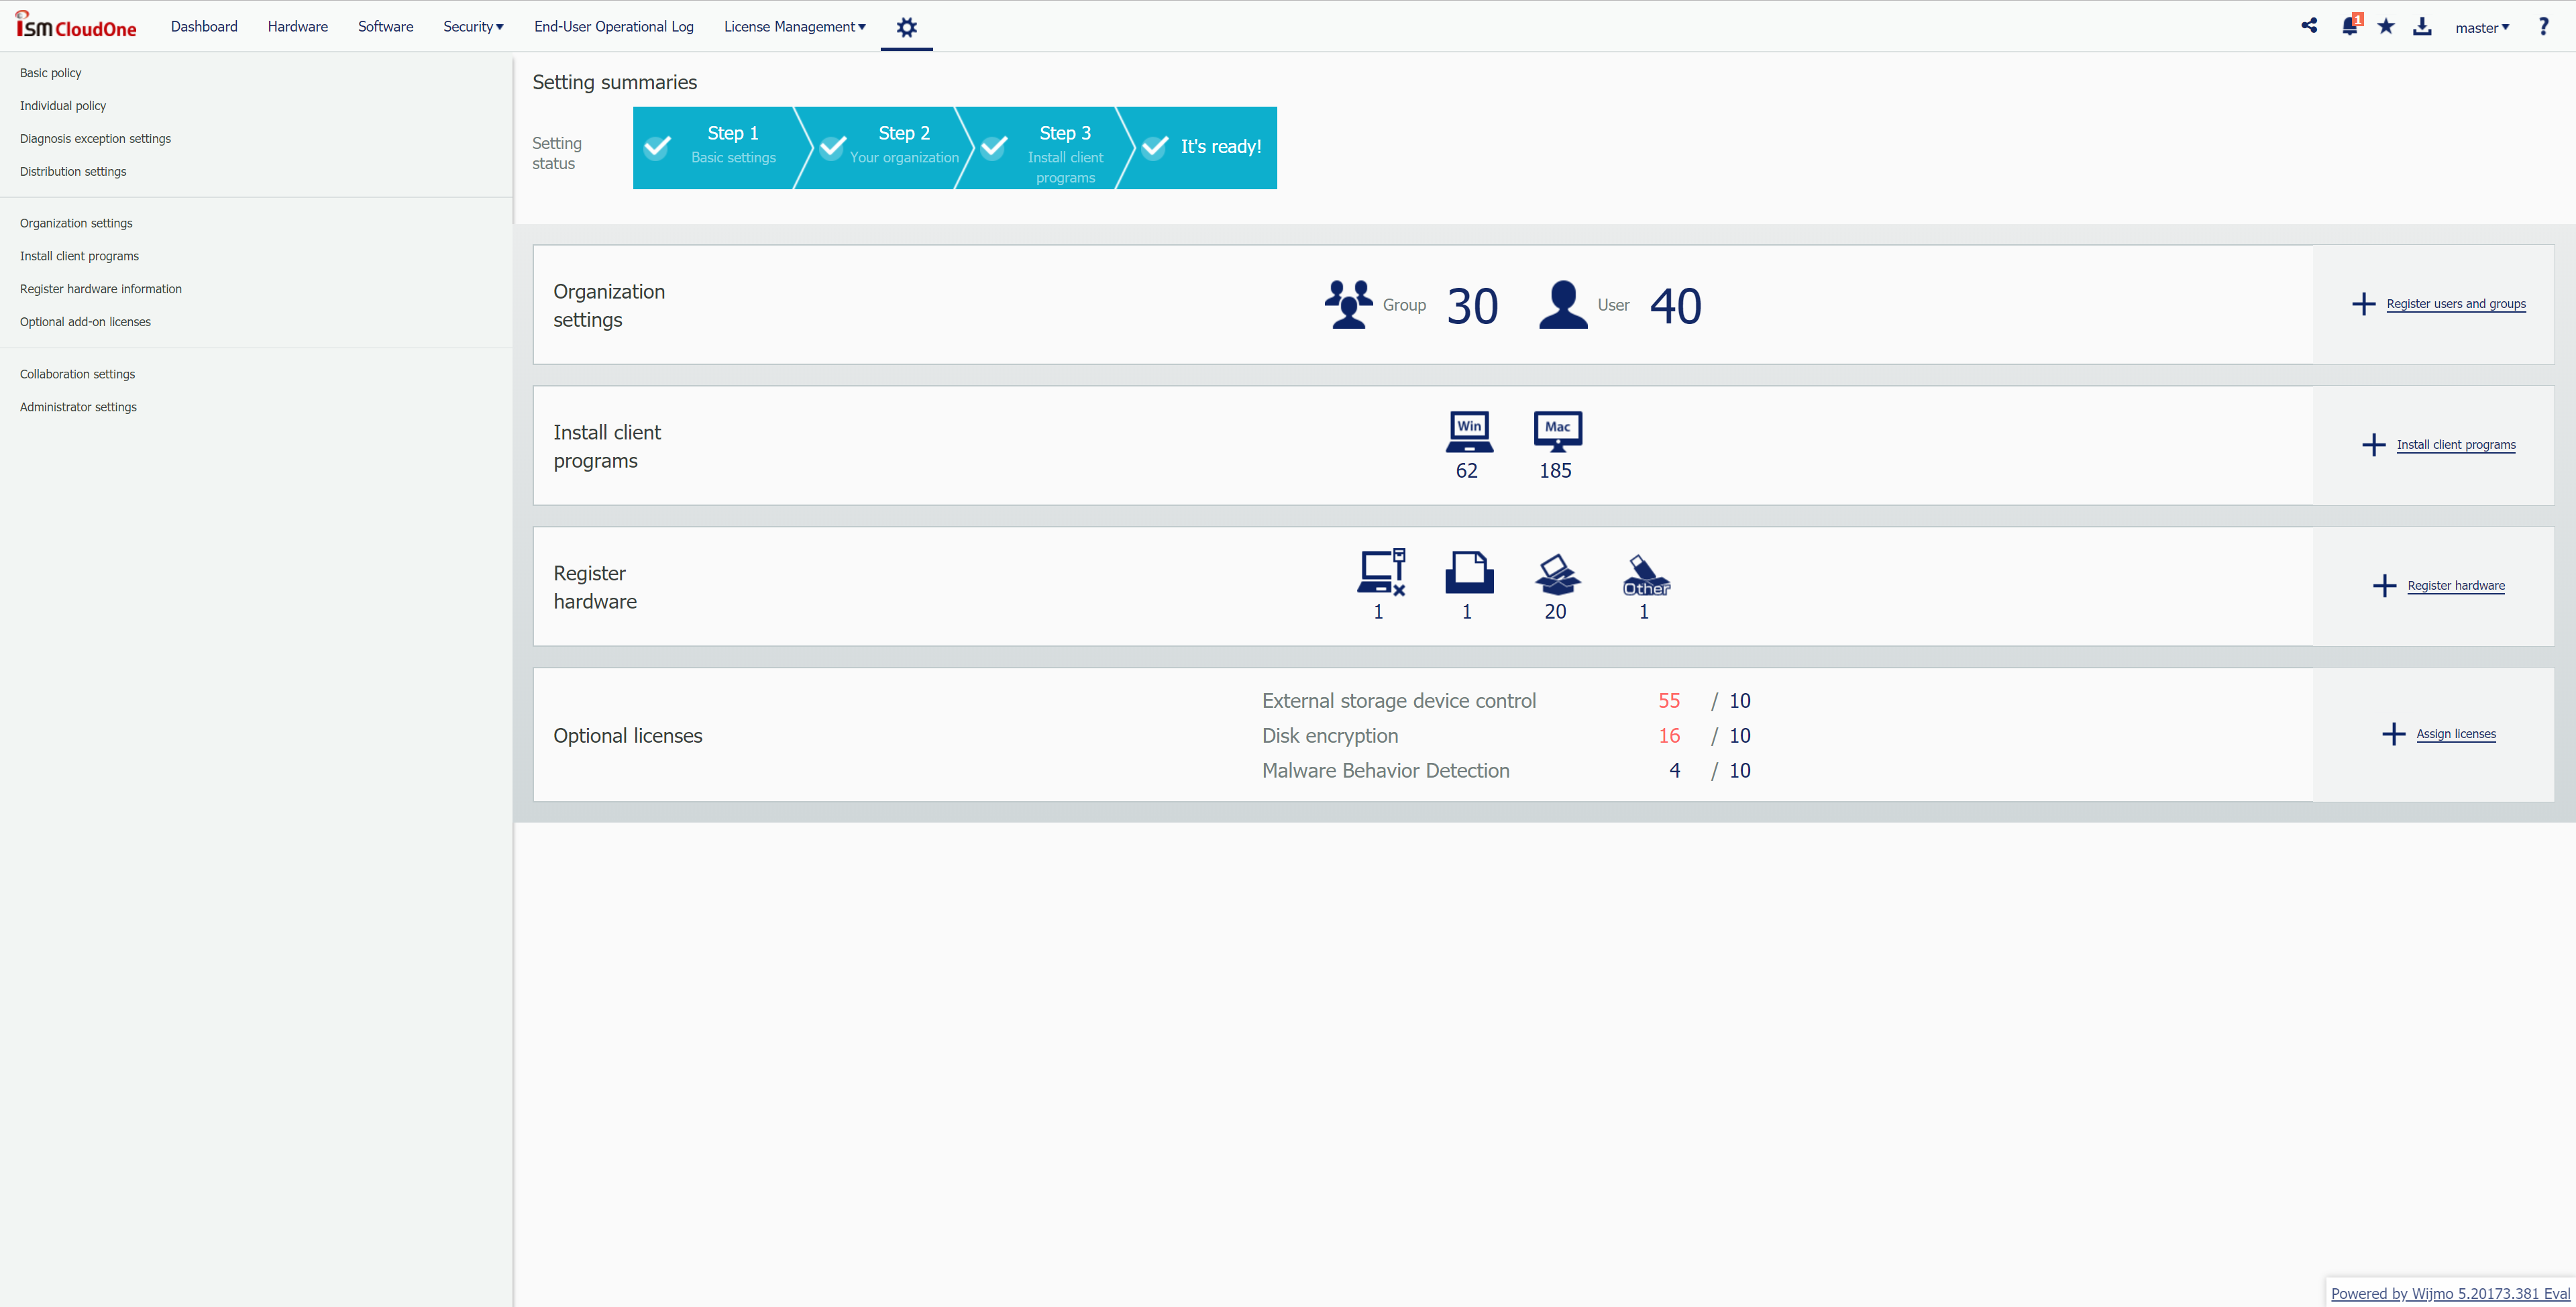 ISM CloudOne
Dashboard
Hardware
Software
Security
End-User Operational Log
License Management
1
master
?
Basic policy
Individual policy
Diagnosis exception settings
Distribution settings
Organization settings
Install client programs
Register hardware information
Optional add-on licenses
Collaboration settings
Administrator settings
Setting summaries
Setting
status
Step 1
Basic settings
Step 2
Your organization
Step 3
Install client
programs
It's ready!
Organization
settings
Group 30 User 40
Register users and groups
Install client
programs
Win Mac
62 185
Install client programs
Register
hardware
Other
1 1 20 1
Register hardware
Optional licenses
External storage device control 55 / 10
Disk encryption 16 / 10
Malware Behavior Detection 4 / 10
Assign licenses
Powered by Wijmo 5.20173.381 Eval